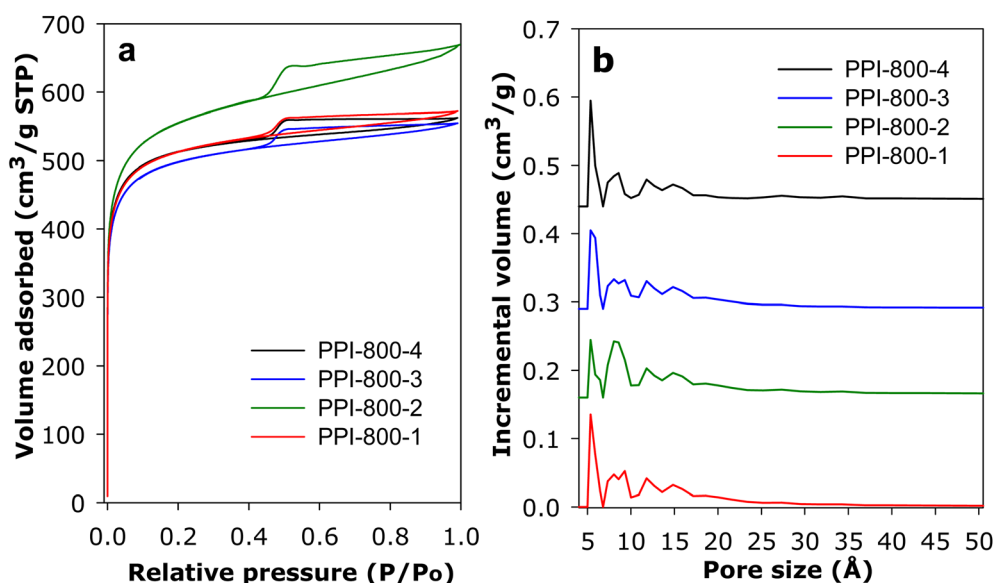 a
Volume adsorbed (cm³/g STP)
700
600
500
400
300
200
100
0
PPI-800-4
PPI-800-3
PPI-800-2
PPI-800-1
0.0 0.2 0.4 0.6 0.8 1.0
Relative pressure (P/Po)
b
Incremental volume (cm³/g)
0.7
0.6
0.5
0.4
0.3
0.2
0.1
0.0
PPI-800-4
PPI-800-3
PPI-800-2
PPI-800-1
5 10 15 20 25 30 35 40 45 50
Pore size (Å)